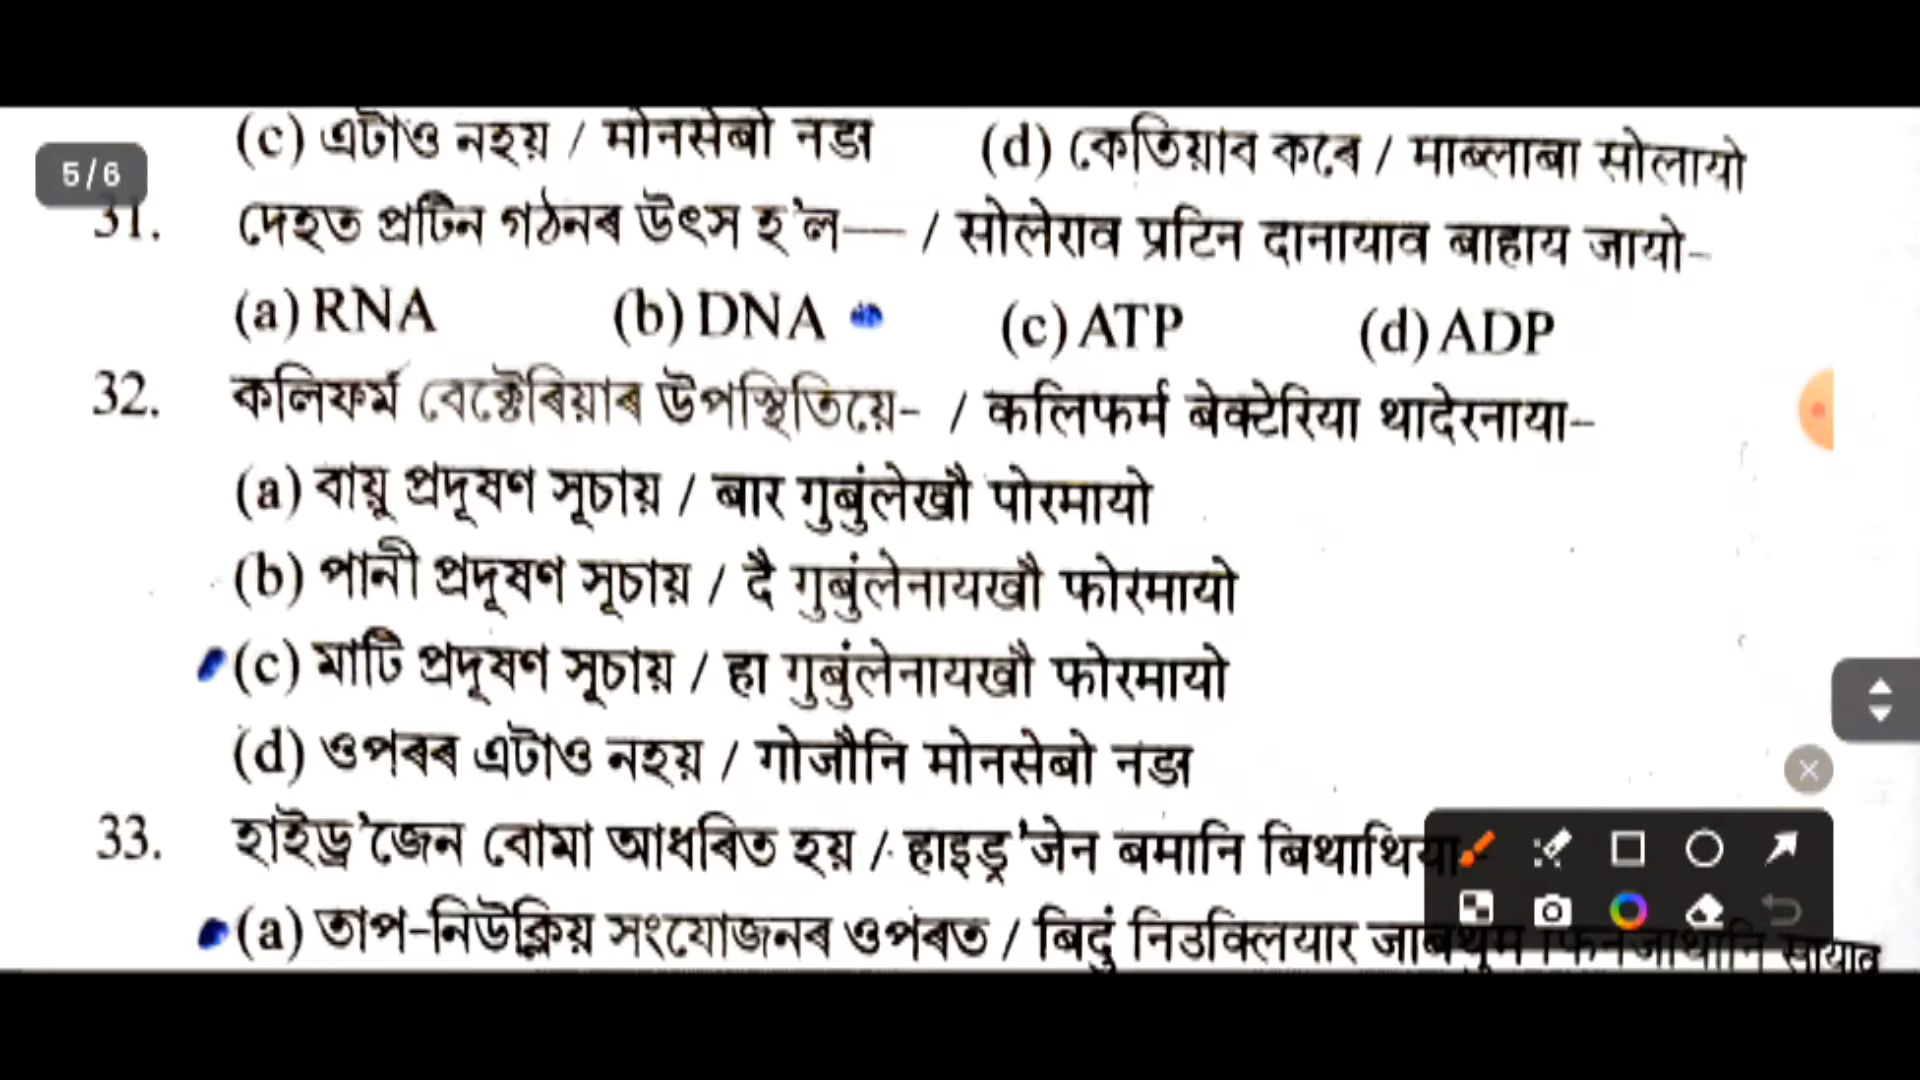 (c) এটাও নহয় / मोनसेबो नङा (d) কেতিয়াব কৰে / माब्लाबा सोलायो
5/6
31. দেহত প্ৰটিন গঠনৰ উৎস হ'ল— / सोलेराव प्रटिन दानायाव बाहाय जायो-
(a) RNA (b) DNA (c) ATP (d) ADP
32. কলিফৰ্ম বেক্টেৰিয়াৰ উপস্থিতিয়ে- / कलिफर्म बेक्टेरिया थादेरनाया-
(a) বায়ু প্ৰদূষণ সূচায় / बार गुबुंलेखौ पोरमायो
(b) পানী প্ৰদূষণ সূচায় / दै गुबुंलेनायखौ फोरमायो
(c) মাটি প্ৰদূষণ সূচায় / हा गुबुंलेनायखौ फोरमायो
(d) ওপৰৰ এটাও নহয় / गोजौनि मोनसेबो नङा
33. হাইড্ৰ'জেন বোমা আধৰিত হয় / हाइड्र'जेन बमानि बिथाथिया-
(a) তাপ-নিউক্লিয় সংযোজনৰ ওপৰত / बिदुं निउक्लियार